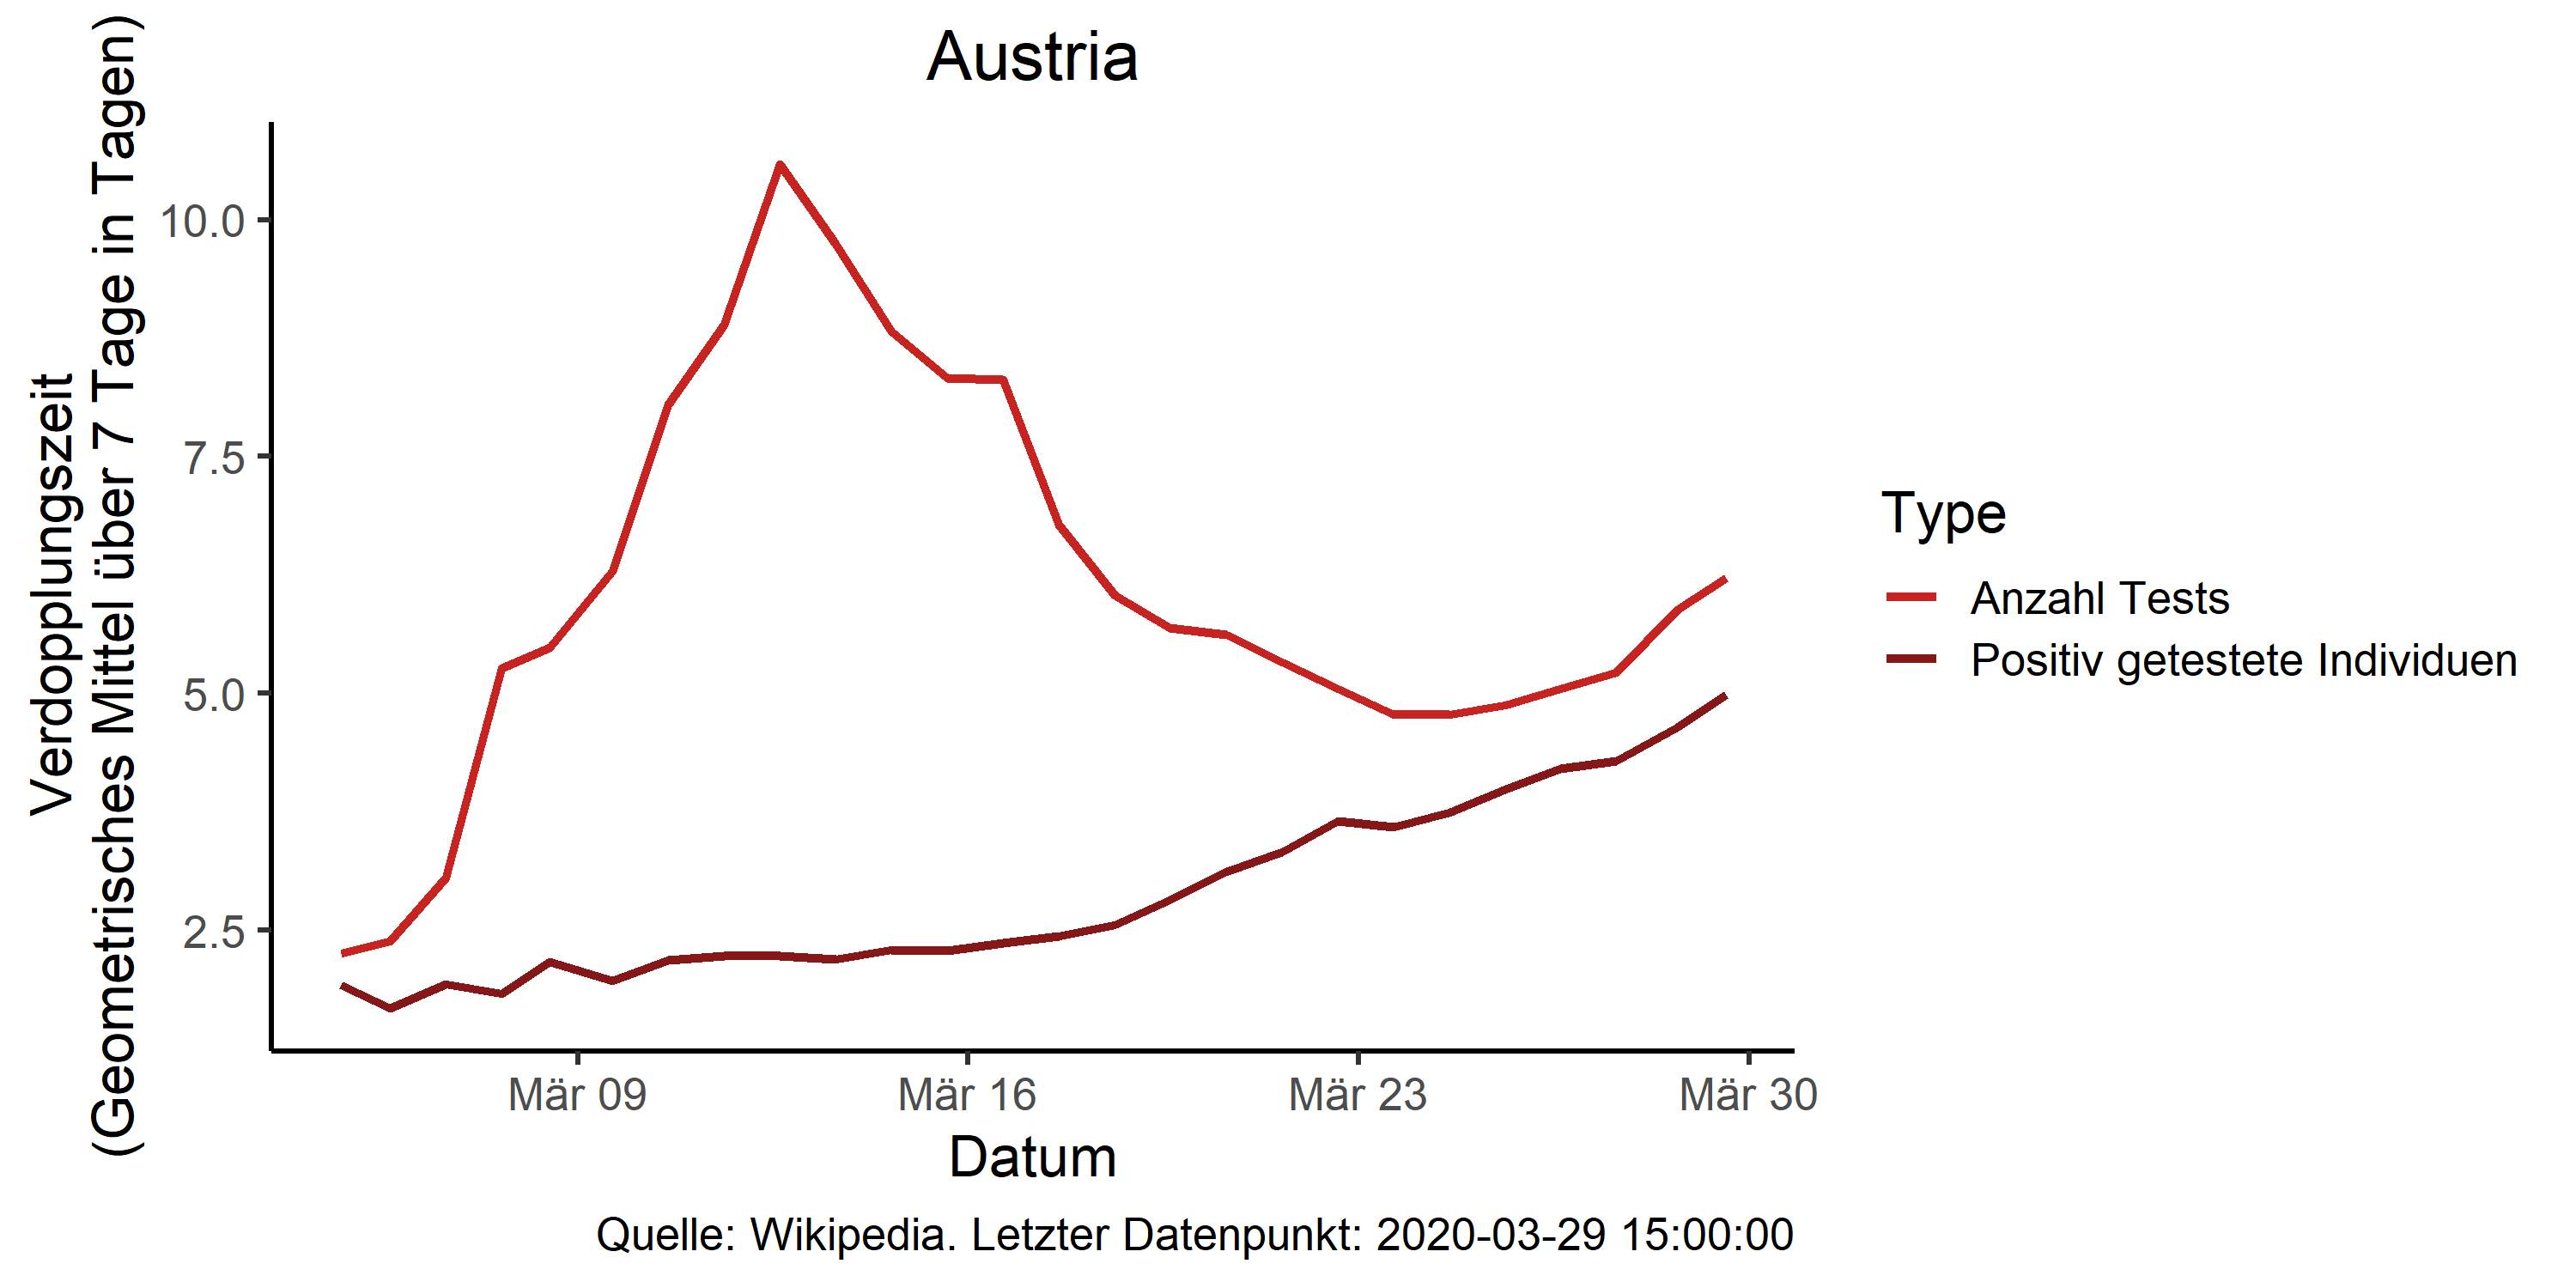 Austria
Verdopplungszeit
(Geometrisches Mittel über 7 Tage in Tagen)
10.0
7.5
5.0
2.5
Mär 09
Mär 16
Mär 23
Mär 30
Datum
Type
Anzahl Tests
Positiv getestete Individuen
Quelle: Wikipedia. Letzter Datenpunkt: 2020-03-29 15:00:00